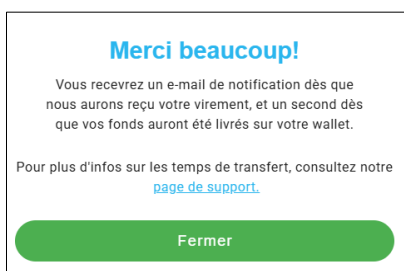 Merci beaucoup!
Vous recevrez un e-mail de notification dès que
nous aurons reçu votre virement, et un second dès
que vos fonds auront été livrés sur votre wallet.
Pour plus d'infos sur les temps de transfert, consultez notre
page de support.
Fermer